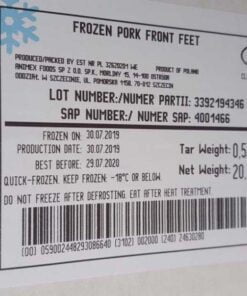 FROZEN PORK FRONT FEET
PRODUCED/PACKED BY EST NR PL 32620201 WE PRODUCT OF POLAND
ANIMEX FOODS SP Z O.O. SP.K. MORLINY 15, 14-100 OSTRÓDA
ODDZIAŁ W SZCZECINIE, UL POMORSKA 115B, 70-812 SZCZECIN
LOT NUMBER:/NUMER PARTII: 3392194346
SAP NUMBER:/ NUMER SAP: 4001466
FROZEN ON: 30.07.2019
PRODUCTION DATE: 30.07.2019 Tar Weight:
BEST BEFORE: 29.07.2020 Net Weight: 20,
QUICK-FROZEN. KEEP FROZEN: -18°C OR BELOW.
DO NOT FREEZE AFTER DEFROSTING. EAT AFTER HEAT TREATMENT.
(00) 059002448293086640 (3102) 002000 (240) 24630280